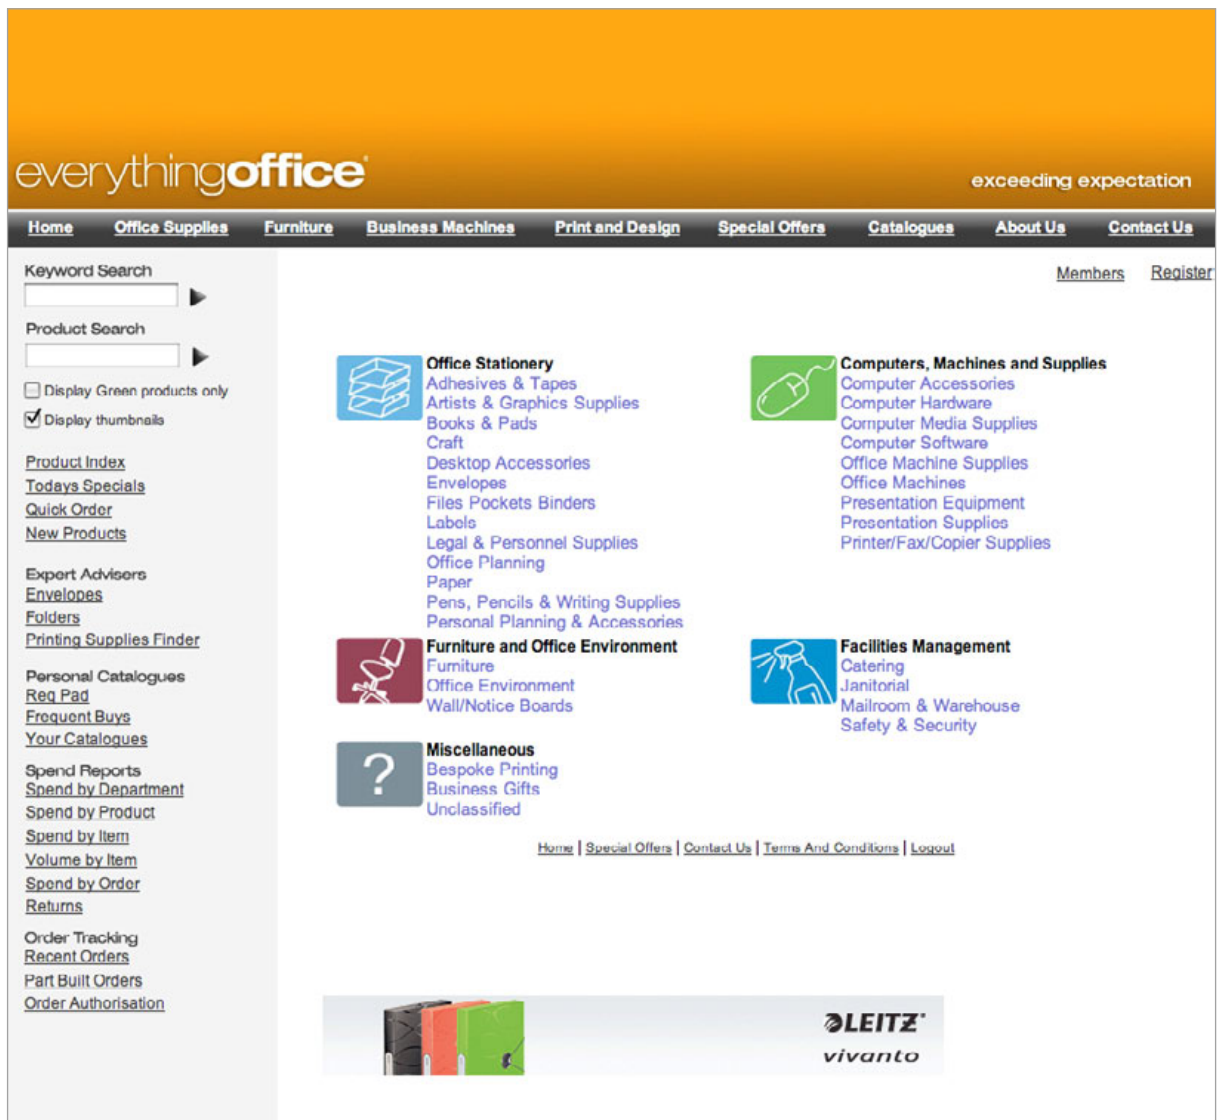 everythingoffice®
exceeding expectation
Home Office Supplies Furniture Business Machines Print and Design Special Offers Catalogues About Us Contact Us
Members Register
Keyword Search
Product Search
Display Green products only
Display thumbnails
Product Index
Todays Specials
Quick Order
New Products
Expert Advisers
Envelopes
Folders
Printing Supplies Finder
Personal Catalogues
Req Pad
Frequent Buys
Your Catalogues
Spend Reports
Spend by Department
Spend by Product
Spend by Item
Volume by Item
Spend by Order
Returns
Order Tracking
Recent Orders
Part Built Orders
Order Authorisation
Office Stationery
Adhesives & Tapes
Artists & Graphics Supplies
Books & Pads
Craft
Desktop Accessories
Envelopes
Files Pockets Binders
Labels
Legal & Personnel Supplies
Office Planning
Paper
Pens, Pencils & Writing Supplies
Personal Planning & Accessories
Computers, Machines and Supplies
Computer Accessories
Computer Hardware
Computer Media Supplies
Computer Software
Office Machine Supplies
Office Machines
Presentation Equipment
Presentation Supplies
Printer/Fax/Copier Supplies
Furniture and Office Environment
Furniture
Office Environment
Wall/Notice Boards
Facilities Management
Catering
Janitorial
Mailroom & Warehouse
Safety & Security
?
Miscellaneous
Bespoke Printing
Business Gifts
Unclassified
Home | Special Offers | Contact Us | Terms And Conditions | Logout
LEITZ®
vivanto